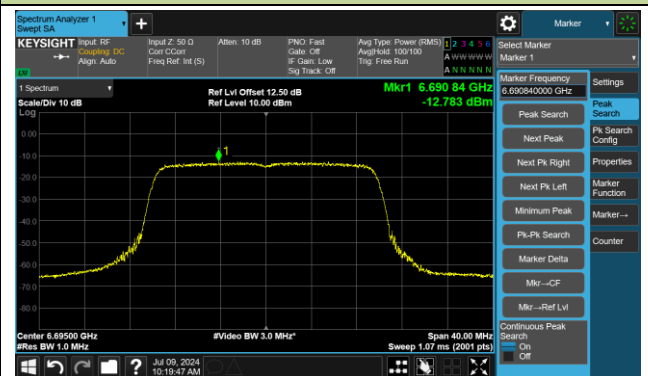 Spectrum Analyzer 1
Swept SA
+
Marker
KEYSIGHT
Input: RF
Coupling: DC
Align: Auto
Input Z: 50 Ω
Corr CCorr
Freq Ref: Int (S)
Atten: 10 dB
PNO: Fast
Gate: Off
IF Gain: Low
Sig Track: Off
Avg Type: Power (RMS)
Avg|Hold: 100/100
Trig: Free Run
1 2 3 4 5 6
A W W W W W
A N N N N N
LVI
Select Marker
Marker 1
1 Spectrum
Scale/Div 10 dB
Log
Ref Lvl Offset 12.50 dB
Ref Level 10.00 dBm
Mkr1 6.690 84 GHz
-12.783 dBm
Marker Frequency
6.690840000 GHz
Peak Search
Next Peak
Next Pk Right
Next Pk Left
Minimum Peak
Pk-Pk Search
Marker Delta
Mkr→CF
Mkr→Ref Lvl
Continuous Peak
Search
On
Off
Settings
Peak
Search
Pk Search
Config
Properties
Marker
Function
Marker→
Counter
0.00
-10.0
-20.0
-30.0
-40.0
-50.0
-60.0
-70.0
-80.0
1
Center 6.69500 GHz
#Res BW 1.0 MHz
#Video BW 3.0 MHz*
Span 40.00 MHz
Sweep 1.07 ms (2001 pts)
?
Jul 09, 2024
10:19:47 AM